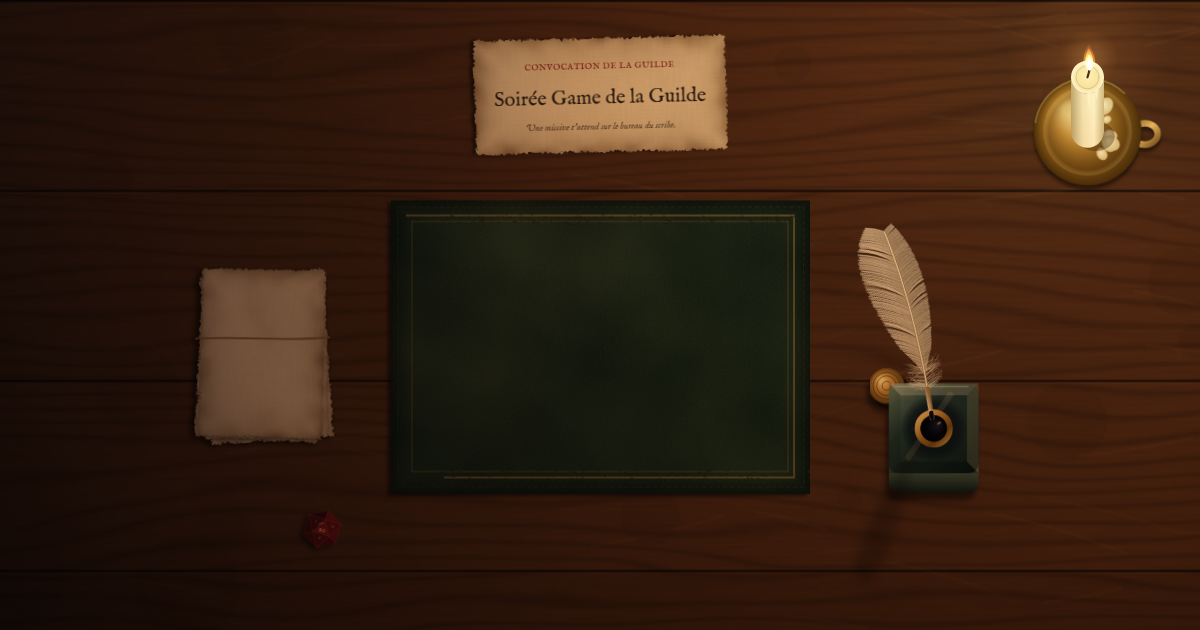 CONVOCATION DE LA GUILDE
Soirée Game de la Guilde
Une missive t'attend sur le bureau du scribe.